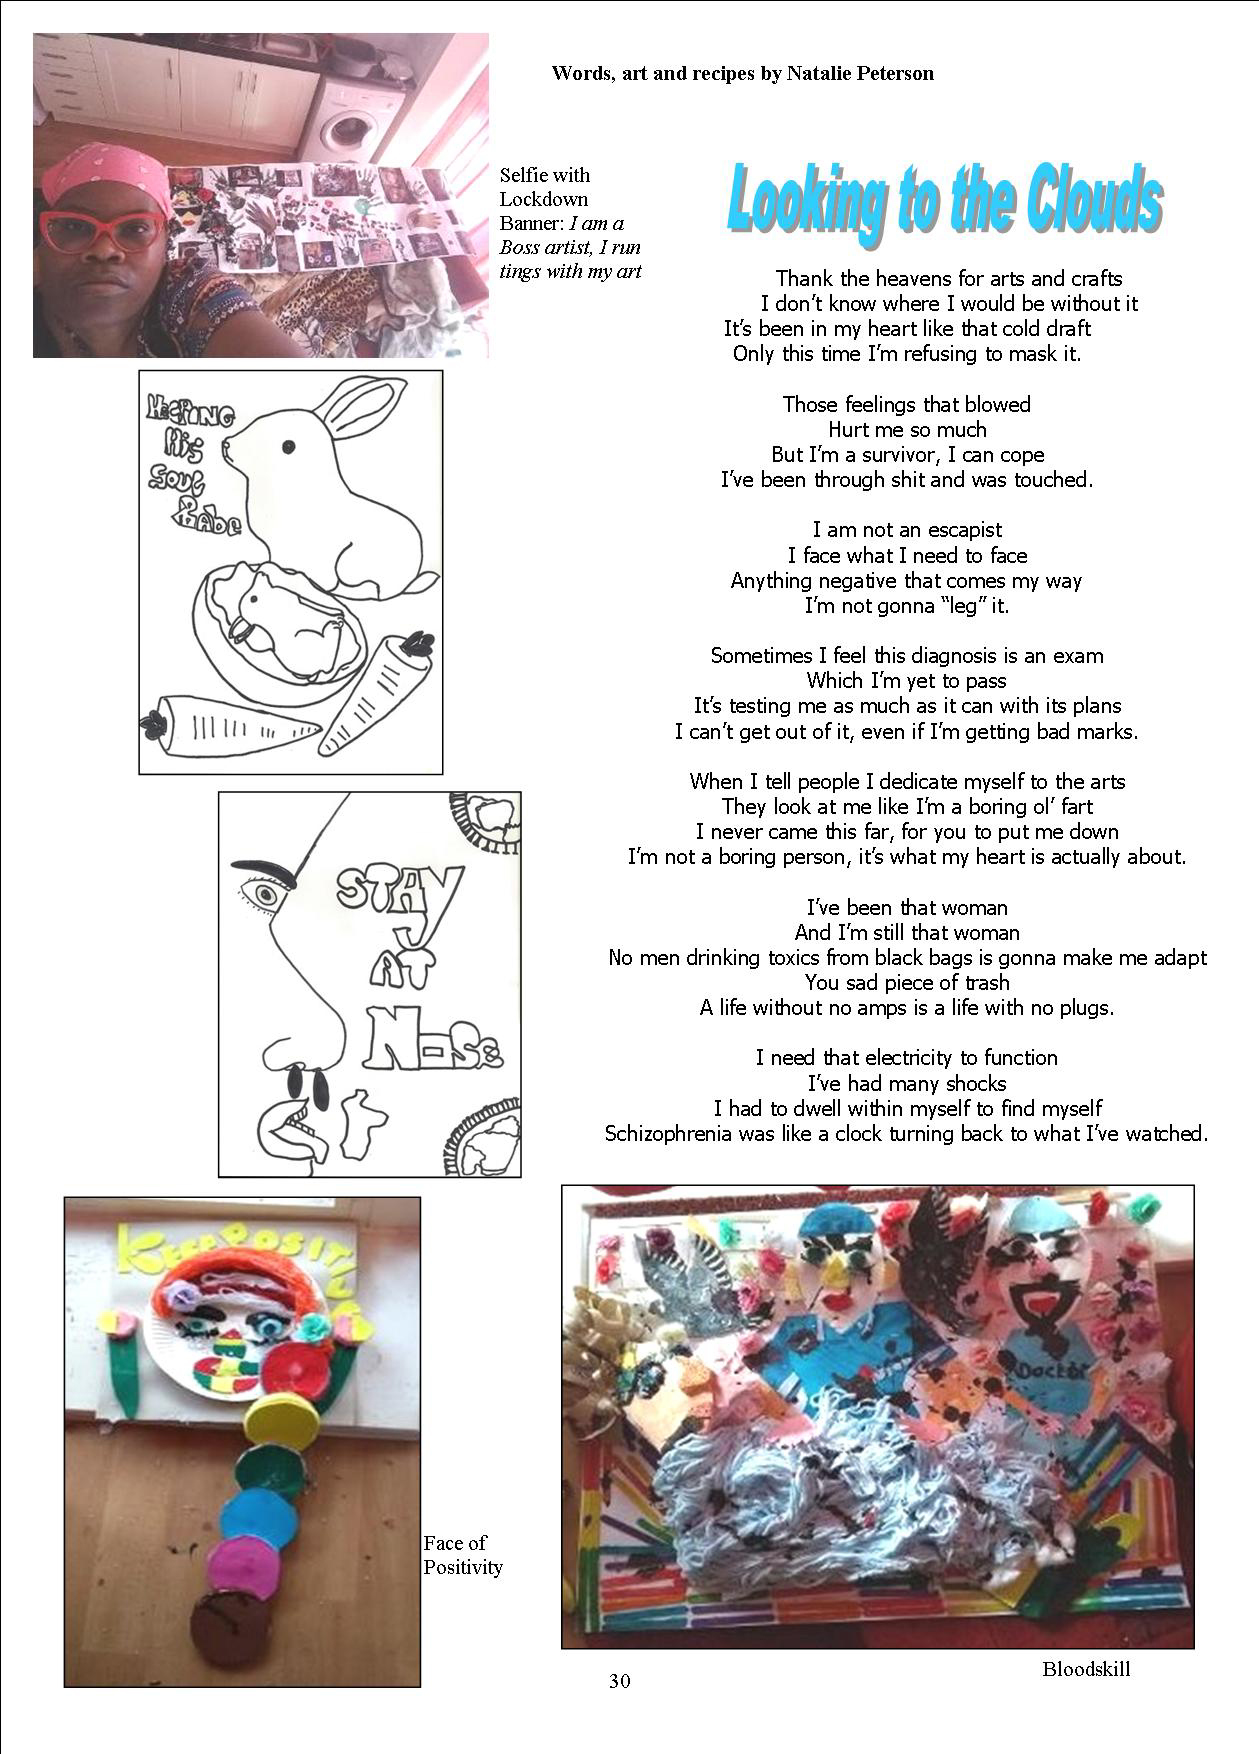 Words, art and recipes by Natalie Peterson
Selfie with
Lockdown
Banner: I am a
Boss artist, I run
tings with my art
Looking to the Clouds
Thank the heavens for arts and crafts
I don’t know where I would be without it
It’s been in my heart like that cold draft
Only this time I’m refusing to mask it.
Those feelings that blowed
Hurt me so much
But I’m a survivor, I can cope
I’ve been through shit and was touched.
I am not an escapist
I face what I need to face
Anything negative that comes my way
I’m not gonna “leg” it.
Sometimes I feel this diagnosis is an exam
Which I’m yet to pass
It’s testing me as much as it can with its plans
I can’t get out of it, even if I’m getting bad marks.
When I tell people I dedicate myself to the arts
They look at me like I’m a boring ol’ fart
I never came this far, for you to put me down
I’m not a boring person, it’s what my heart is actually about.
I’ve been that woman
And I’m still that woman
No men drinking toxics from black bags is gonna make me adapt
You sad piece of trash
A life without no amps is a life with no plugs.
I need that electricity to function
I’ve had many shocks
I had to dwell within myself to find myself
Schizophrenia was like a clock turning back to what I’ve watched.
KEEPING
His
SOUL
Babe
STAY
AT
NOSE
KEEP POSITIVE
Face of
Positivity
DOCTOR
Bloodskill
30